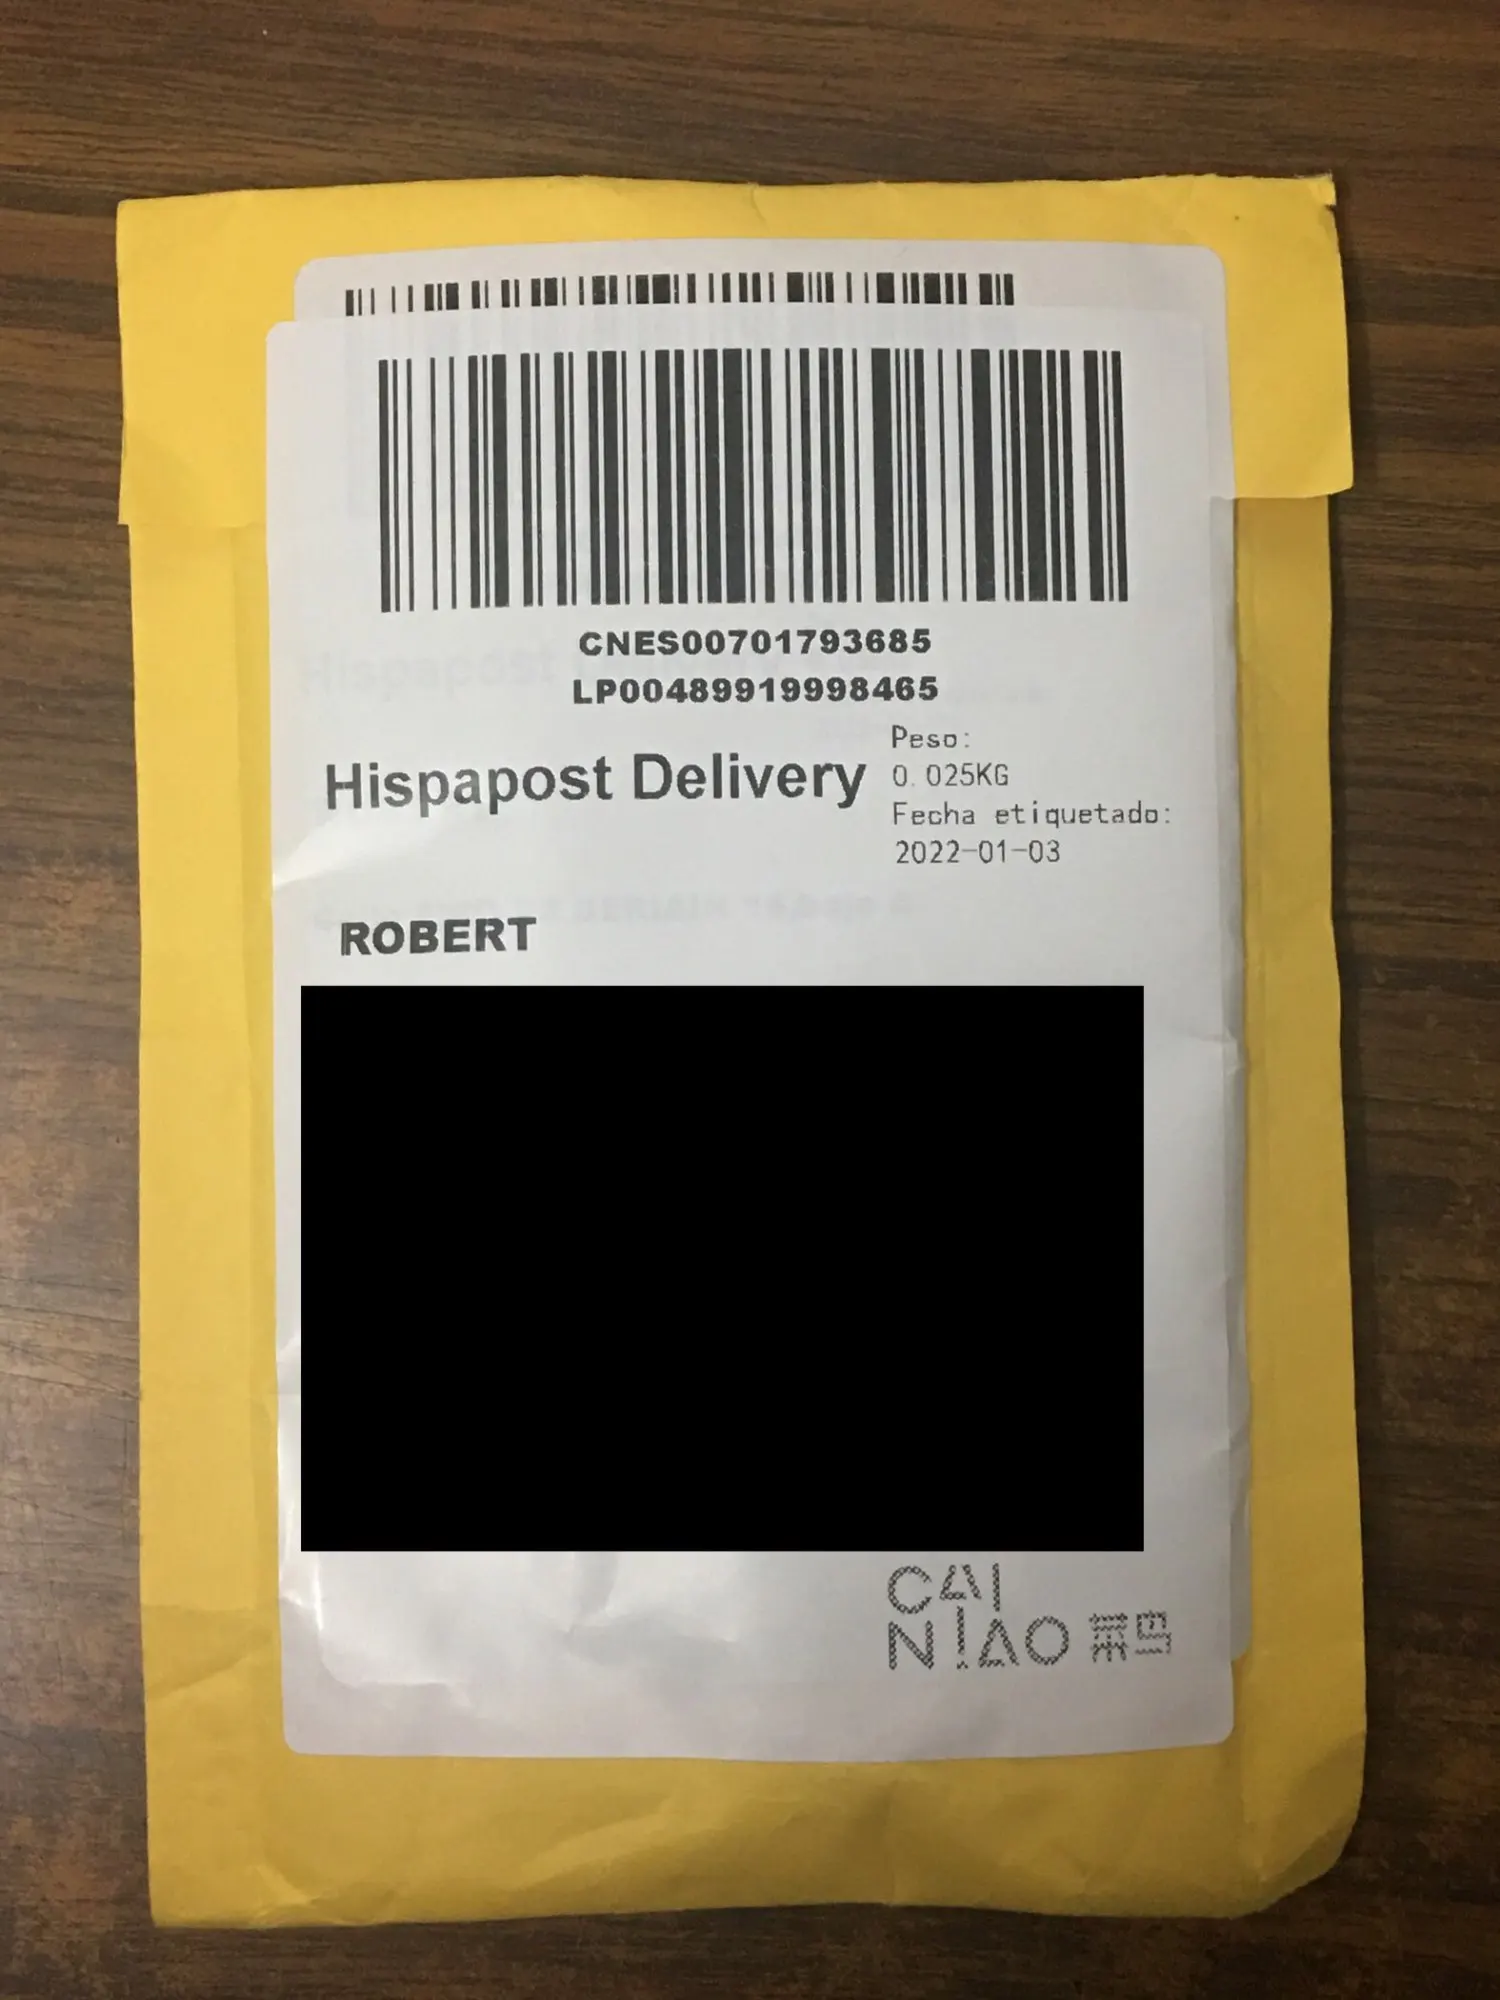 CNES00701793685
LP00489919998465
Hispapost Delivery
Peso:
0.025KG
Fecha etiquetado:
2022-01-03
ROBERT
CAI
NIAO 菜鸟